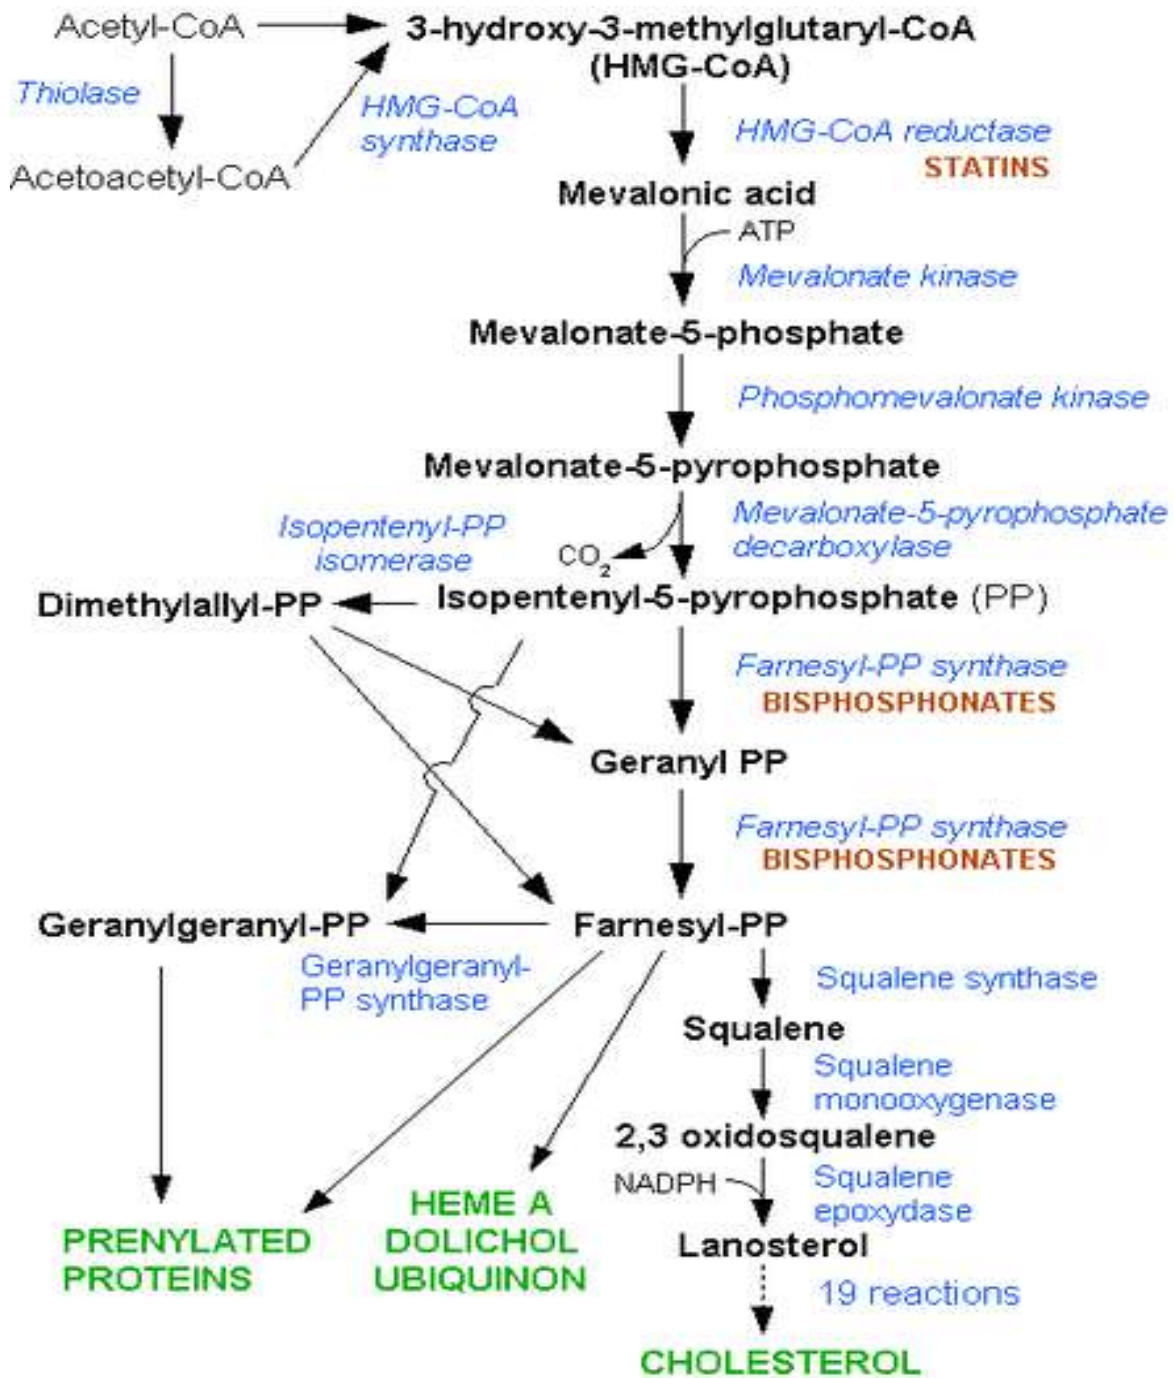 Acetyl-CoA
3-hydroxy-3-methylglutaryl-CoA
(HMG-CoA)
Thiolase
HMG-CoA
synthase
HMG-CoA reductase
STATINS
Acetoacetyl-CoA
Mevalonic acid
ATP
Mevalonate kinase
Mevalonate-5-phosphate
Phosphomevalonate kinase
Mevalonate-5-pyrophosphate
Isopentenyl-PP
isomerase
CO2
Mevalonate-5-pyrophosphate
decarboxylase
Dimethylallyl-PP
Isopentenyl-5-pyrophosphate (PP)
Farnesyl-PP synthase
BISPHOSPHONATES
Geranyl PP
Farnesyl-PP synthase
BISPHOSPHONATES
Geranylgeranyl-PP
Farnesyl-PP
Geranylgeranyl-
PP synthase
Squalene synthase
Squalene
Squalene
monooxygenase
2,3 oxidosqualene
NADPH
Squalene
epoxydase
Lanosterol
PRENYLATED
PROTEINS
HEME A
DOLICHOL
UBIQUINON
19 reactions
CHOLESTEROL